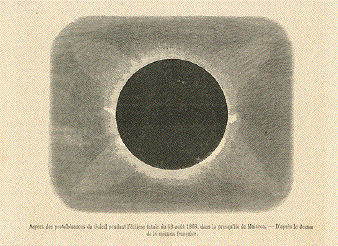 Aspect des protubérances du Soleil pendant l'éclipse totale du 18 août 1868, dans la presqu'île de Malacca. — D'après le dessin
de la mission française.